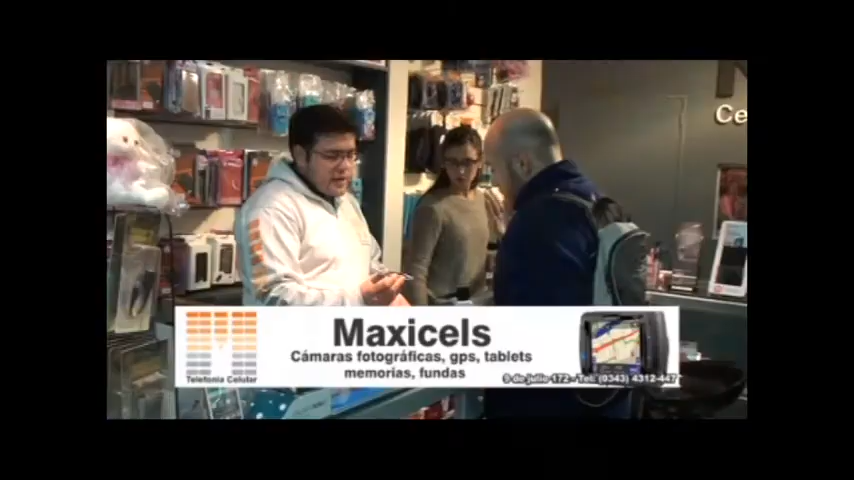 Ce
Maxicels
Cámaras fotográficas, gps, tablets
memorias, fundas
Telefonía Celular
9 de julio 172 - Tel: (0343) 4312-447